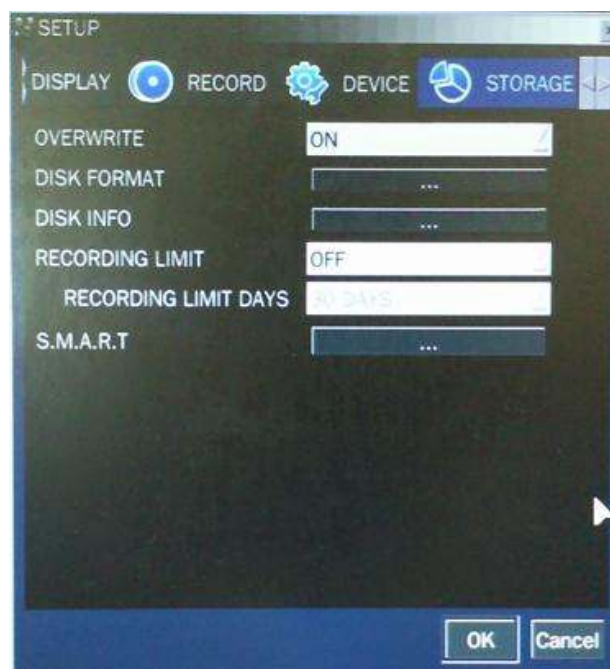 SETUP
DISPLAY RECORD DEVICE STORAGE
OVERWRITE ON
DISK FORMAT ...
DISK INFO ...
RECORDING LIMIT OFF
RECORDING LIMIT DAYS 30 DAYS
S.M.A.R.T ...
OK Cancel